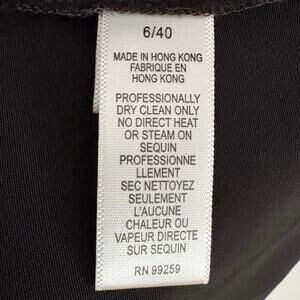 6/40
MADE IN HONG KONG
FABRIQUE EN
HONG KONG
PROFESSIONALLY
DRY CLEAN ONLY
NO DIRECT HEAT
OR STEAM ON
SEQUIN
PROFESSIONNE
LLEMENT
SEC NETTOYEZ
SEULEMENT
L'AUCUNE
CHALEUR OU
VAPEUR DIRECTE
SUR SEQUIN
RN 99259